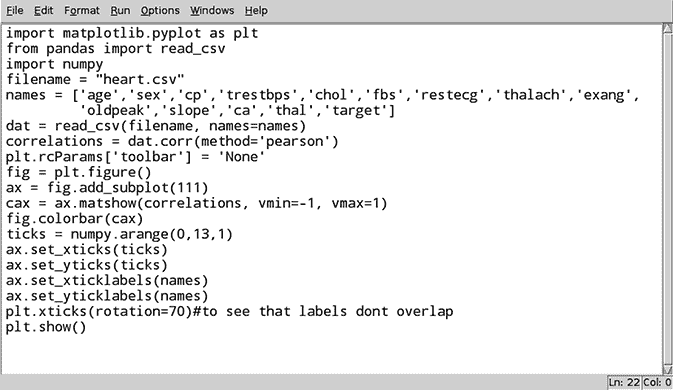 File Edit Format Run Options Windows Help
import matplotlib.pyplot as plt
from pandas import read_csv
import numpy
filename = "heart.csv"
names = ['age','sex','cp','trestbps','chol','fbs','restecg','thalach','exang',
'oldpeak','slope','ca','thal','target']
dat = read_csv(filename, names=names)
correlations = dat.corr(method='pearson')
plt.rcParams['toolbar'] = 'None'
fig = plt.figure()
ax = fig.add_subplot(111)
cax = ax.matshow(correlations, vmin=-1, vmax=1)
fig.colorbar(cax)
ticks = numpy.arange(0,13,1)
ax.set_xticks(ticks)
ax.set_yticks(ticks)
ax.set_xticklabels(names)
ax.set_yticklabels(names)
plt.xticks(rotation=70)#to see that labels dont overlap
plt.show()
Ln: 22 Col: 0